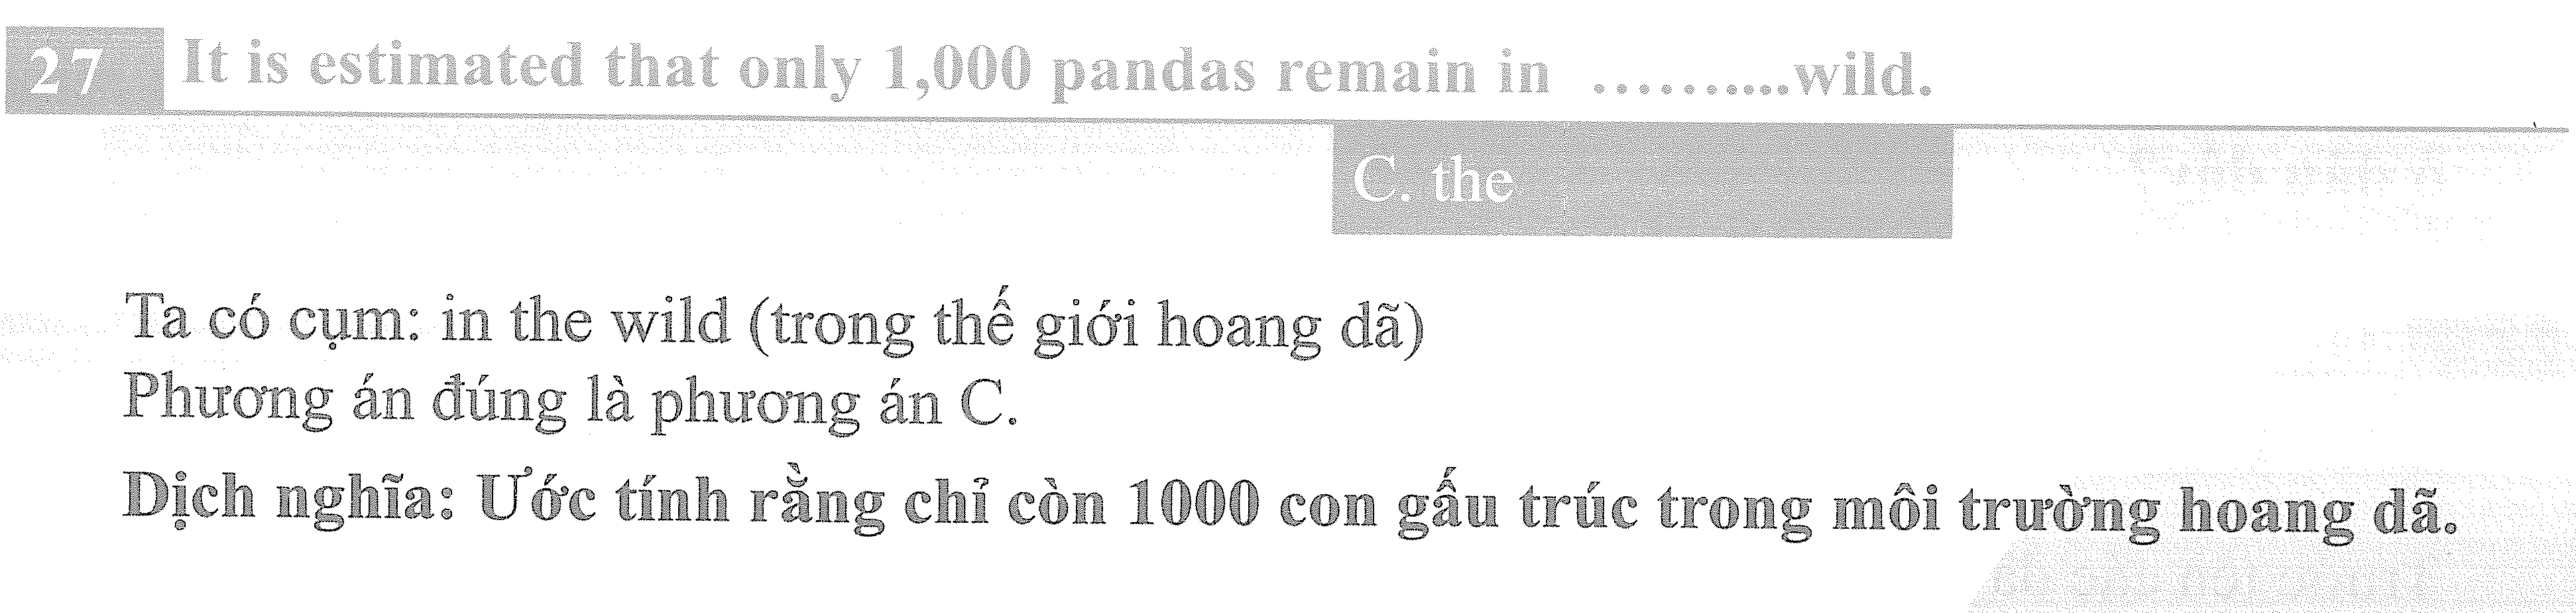 27 It is estimated that only 1,000 pandas remain in ..........wild.
C. the
Ta có cụm: in the wild (trong thế giới hoang dã)
Phương án đúng là phương án C.
Dịch nghĩa: Ước tính rằng chỉ còn 1000 con gấu trúc trong môi trường hoang dã.